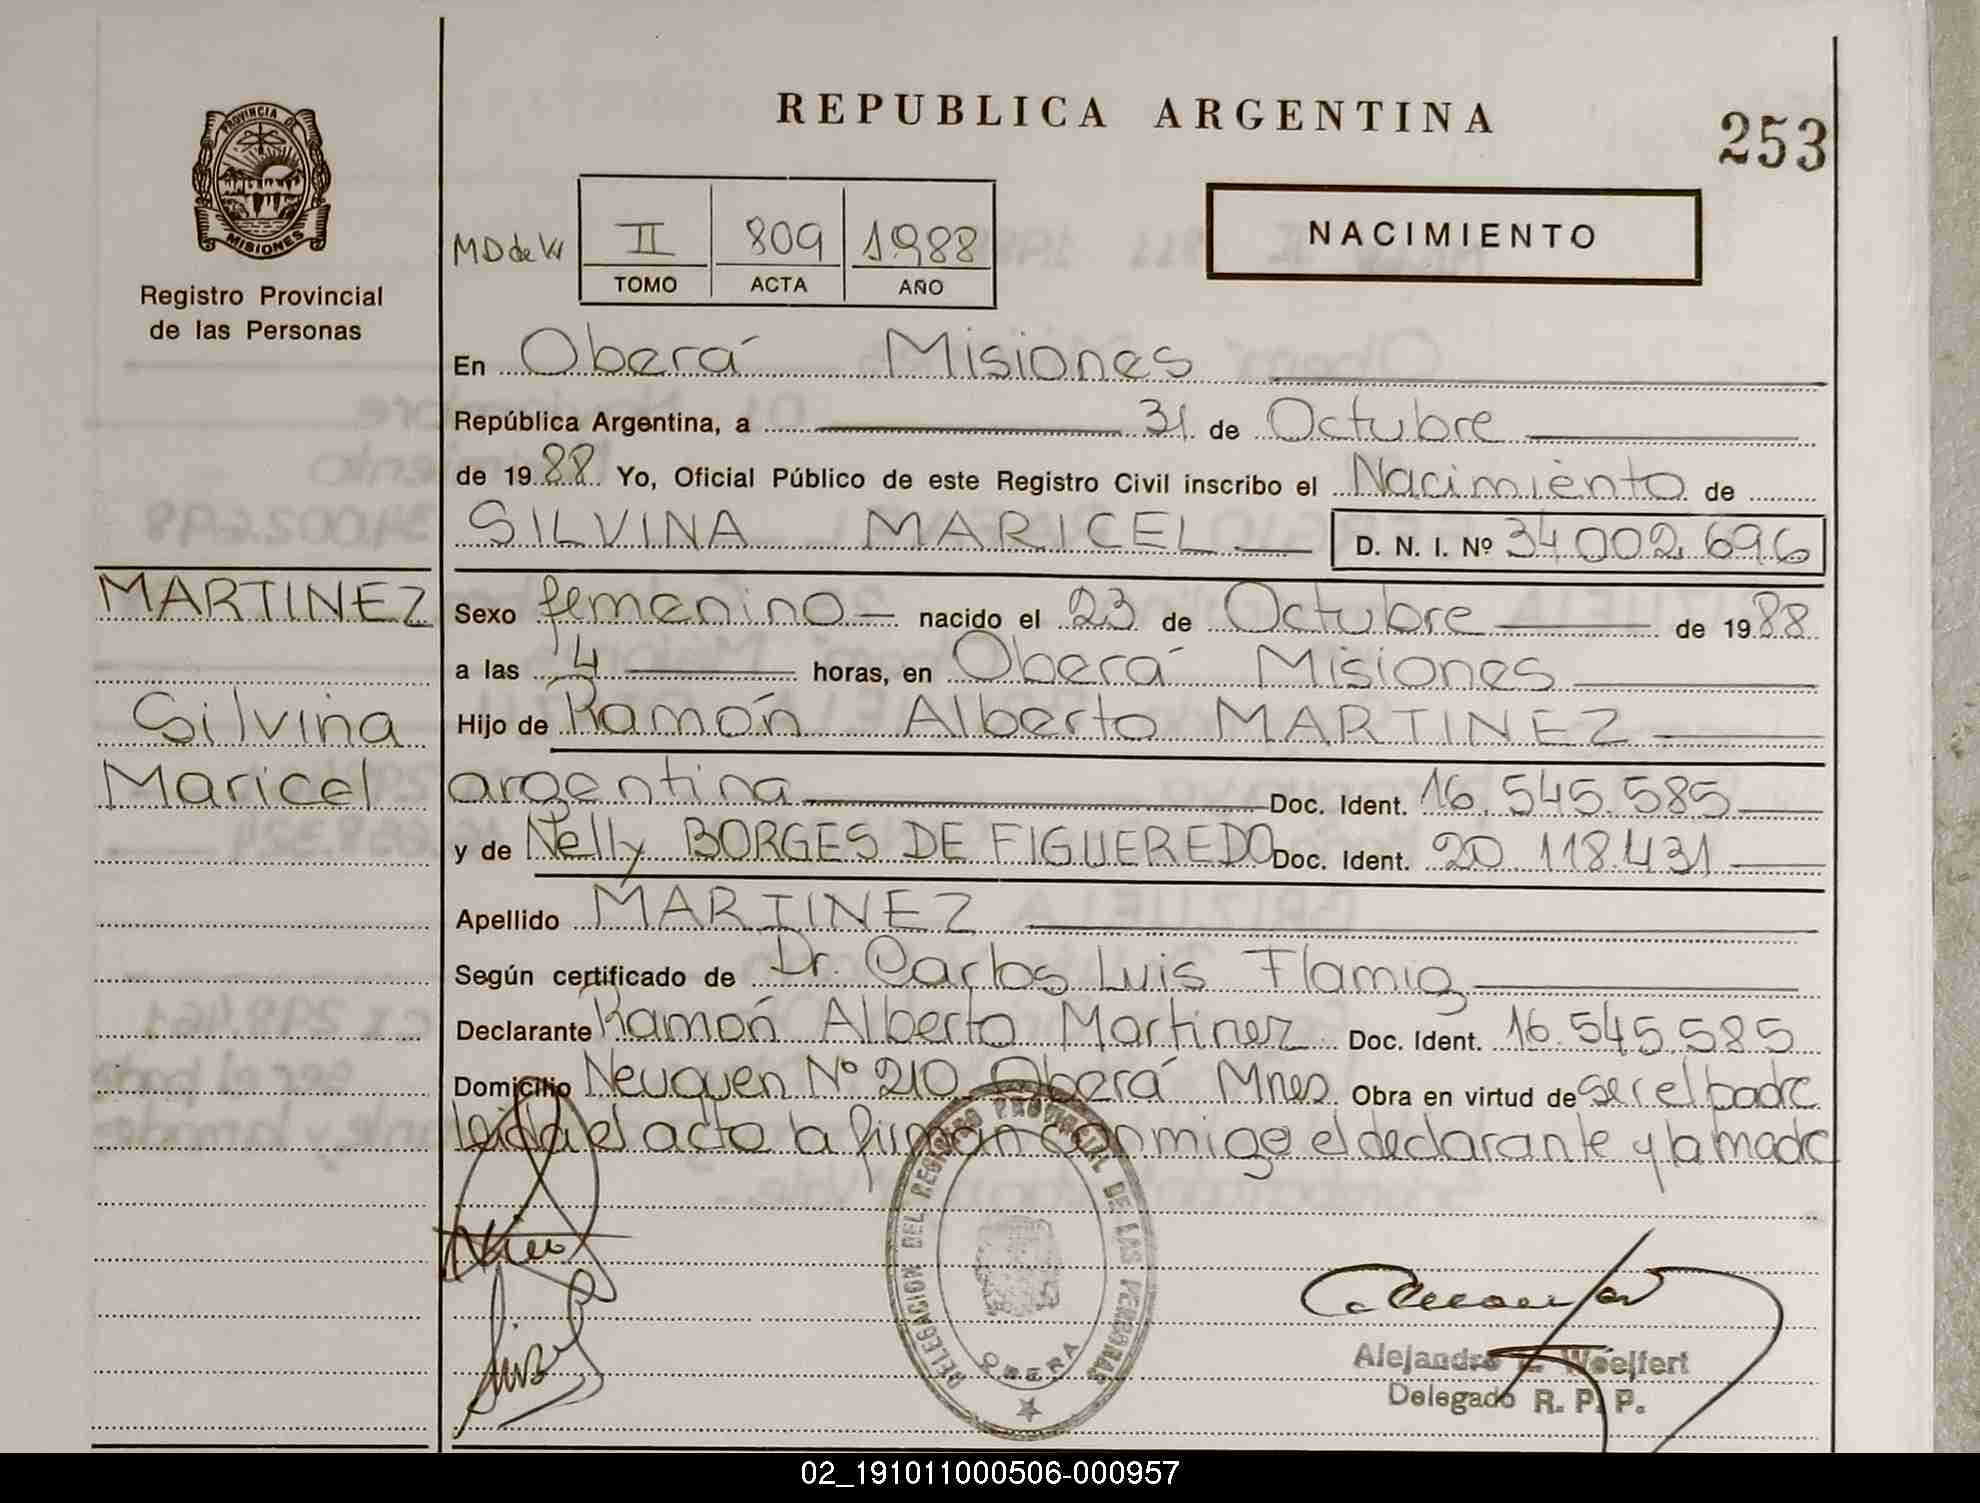 REPUBLICA ARGENTINA
253
PROVINCIA DE
MISIONES
Registro Provincial
de las Personas
MD de W
II 809 1988
TOMO ACTA AÑO
NACIMIENTO
En Oberá Misiones
República Argentina, a 31 de Octubre
de 1988 Yo, Oficial Público de este Registro Civil inscribo el Nacimiento de
SILVINA MARICEL D. N. I. Nº 34.002.696
MARTINEZ
Silvina
Maricel
Sexo femenino nacido el 23 de Octubre de 1988
a las 4 horas, en Oberá Misiones
Hijo de Ramón Alberto MARTINEZ
argentina Doc. Ident. 16.545.585
y de Nelly BORGES DE FIGUEREDO Doc. Ident. 20.118.431
Apellido MARTINEZ
Según certificado de Dr. Carlos Luis Flamig
Declarante Ramón Alberto Martinez Doc. Ident. 16.545.585
Domicilio Neuquen Nº 210 Oberá Mnes Obra en virtud de ser el padre
leida el acta la firman conmigo el declarante y la madre
DELEGACION DEL REGISTRO PROVINCIAL DE LAS PERSONAS
OBERA
Alejandro Woelfert
Delegado R. P. P.
02_191011000506-000957